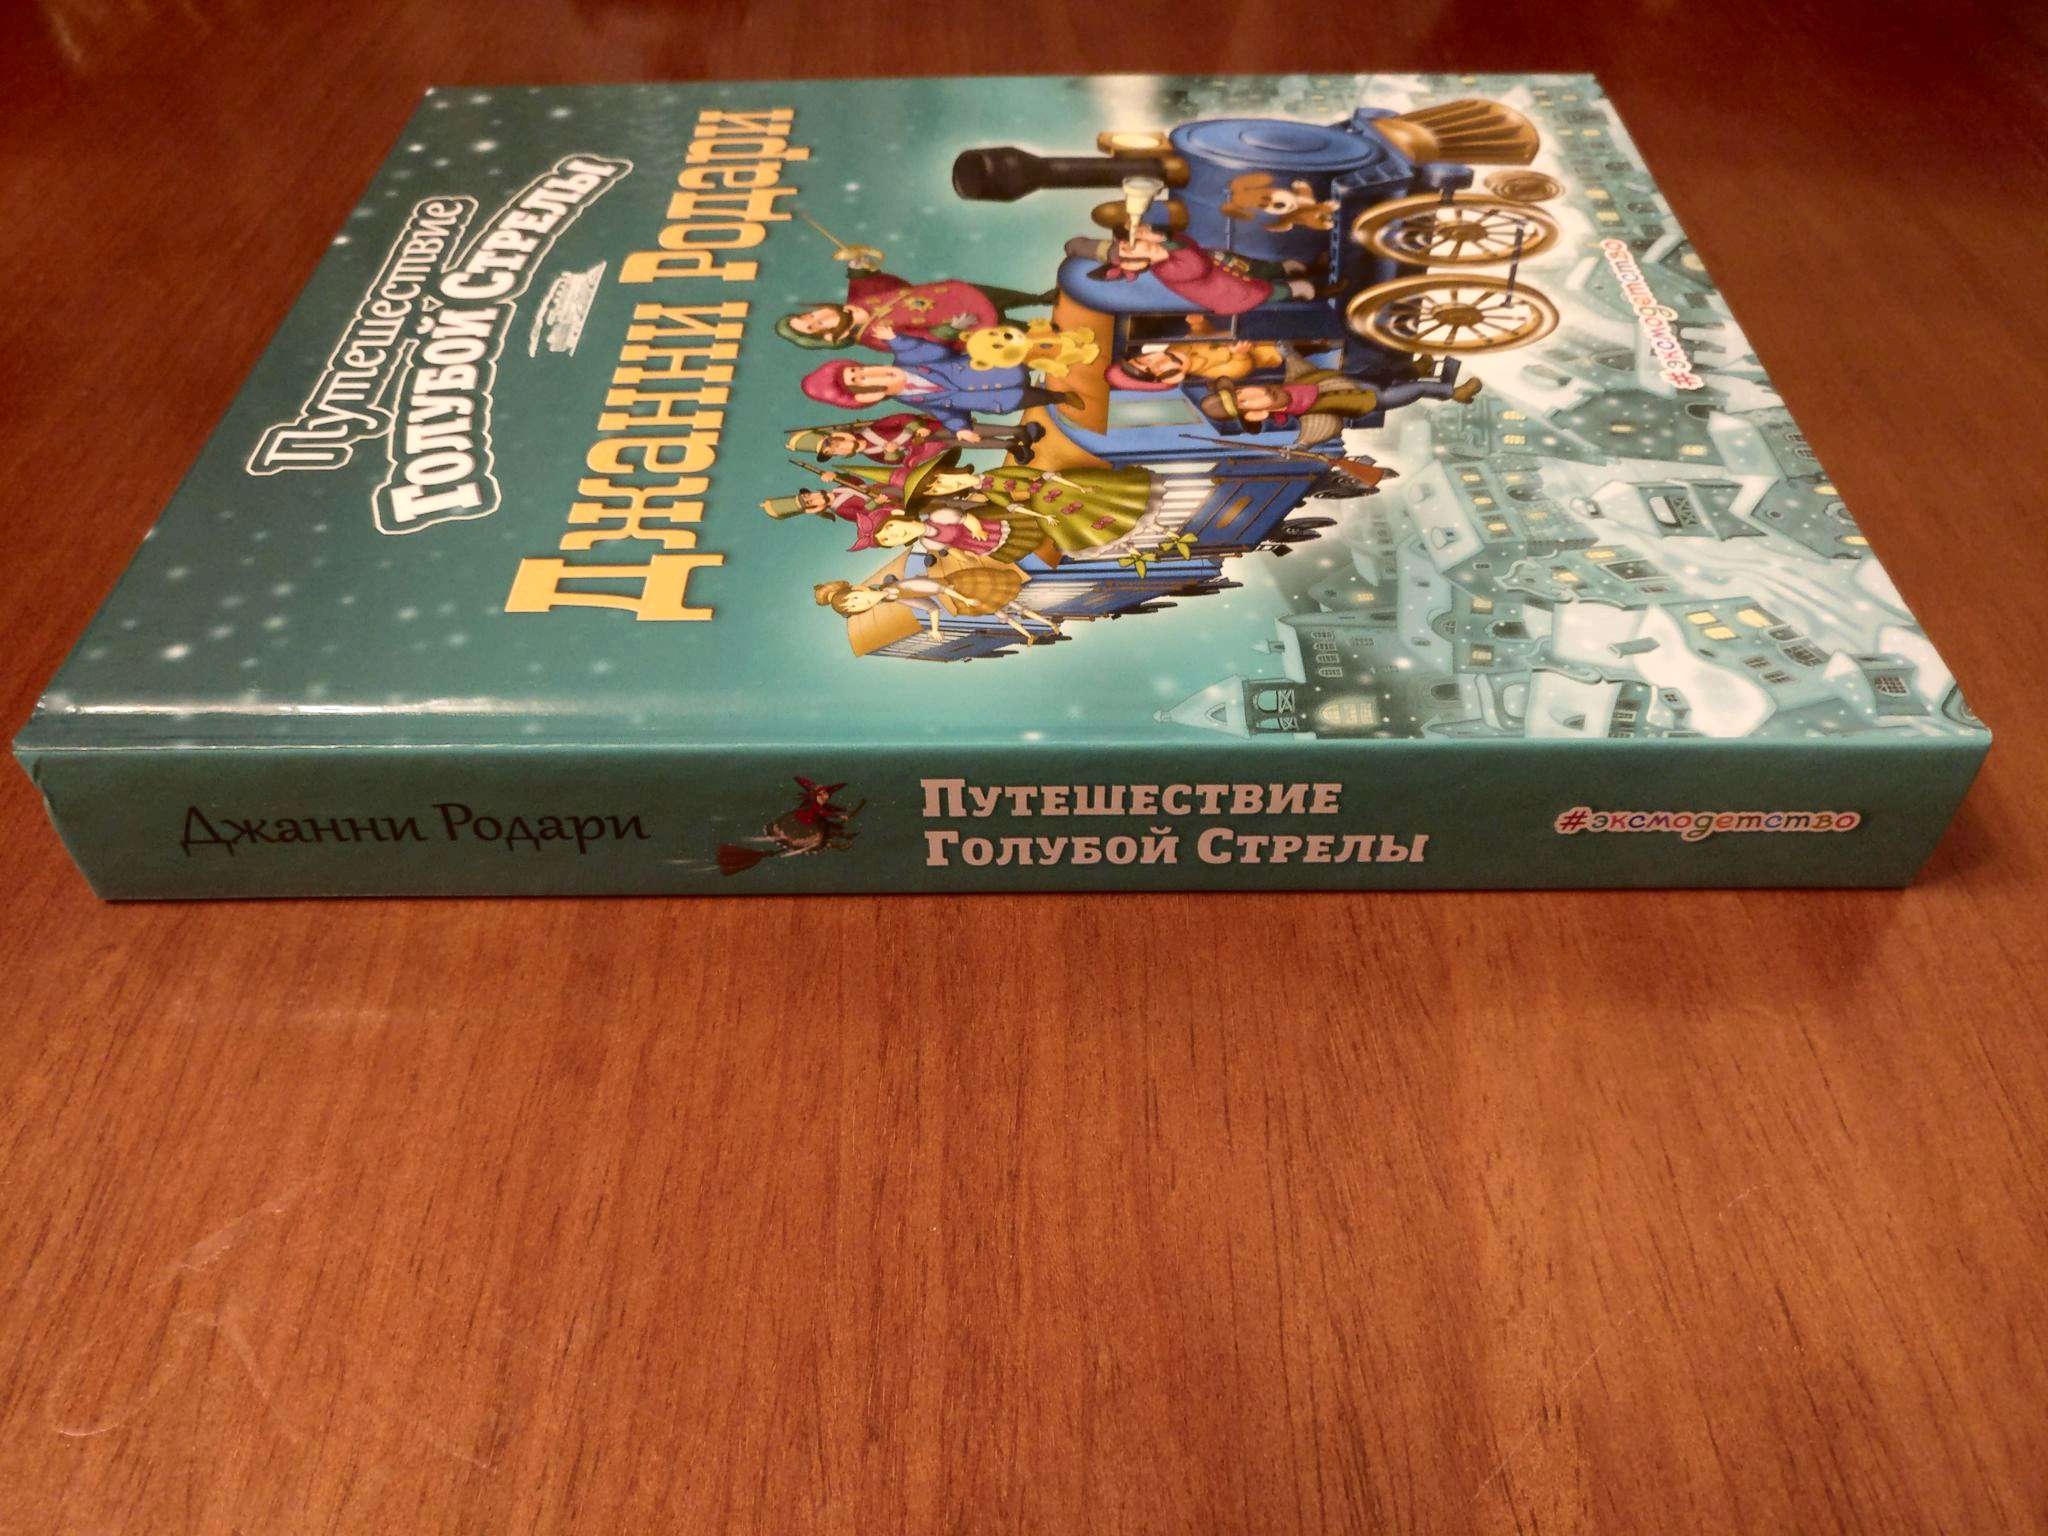 Путешествие
Голубой Стрелы
Джанни Родари
#эксмодетство
Джанни Родари
Путешествие
Голубой Стрелы
#эксмодетство